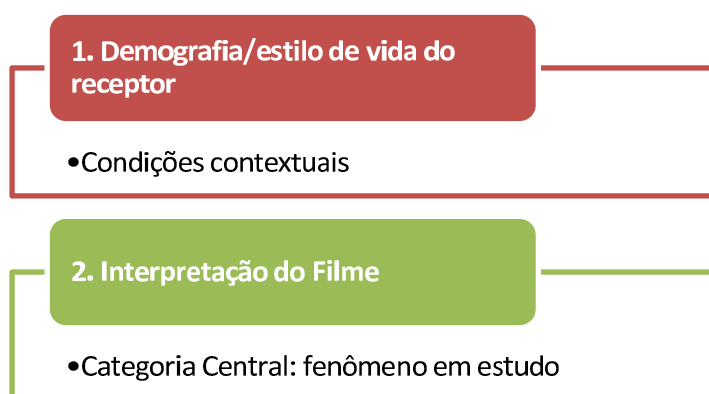 1. Demografia/estilo de vida do
receptor
•Condições contextuais
2. Interpretação do Filme
•Categoria Central: fenômeno em estudo